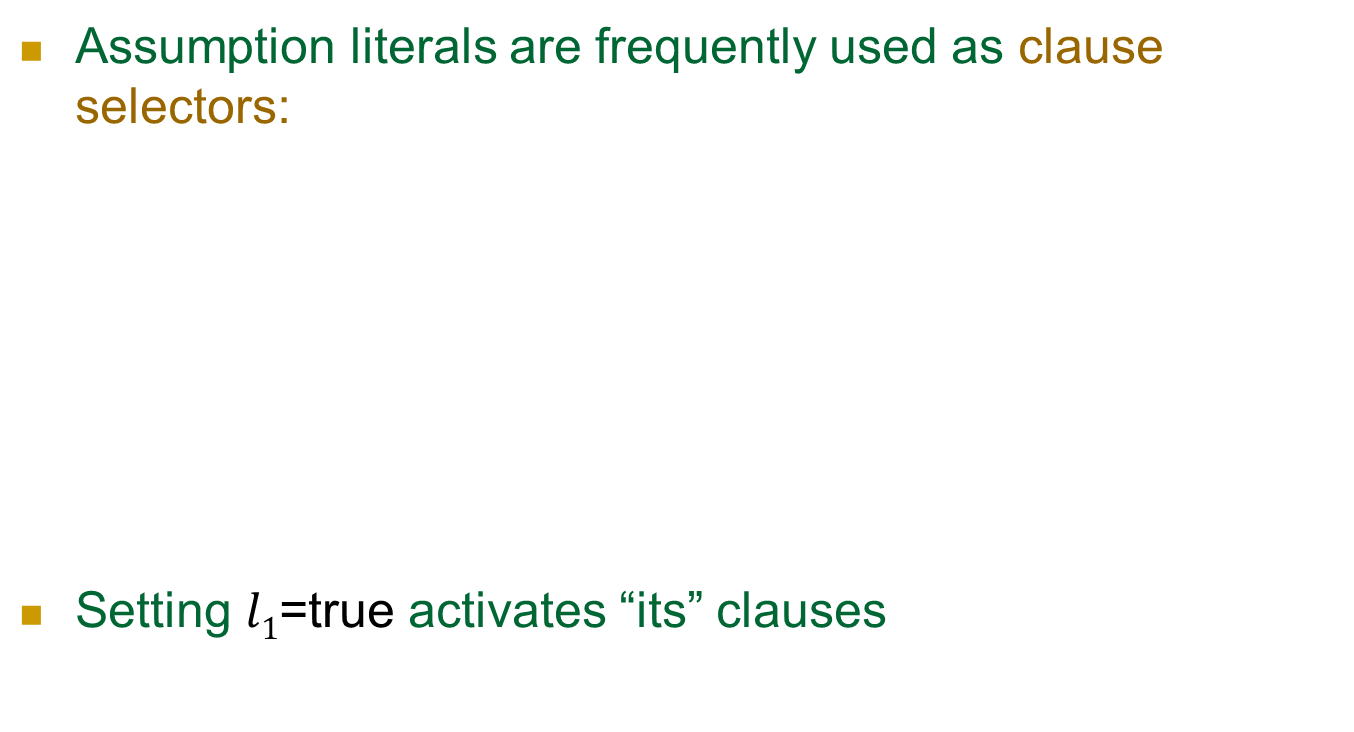 Assumption literals are frequently used as clause
selectors:
Setting l₁=true activates “its” clauses